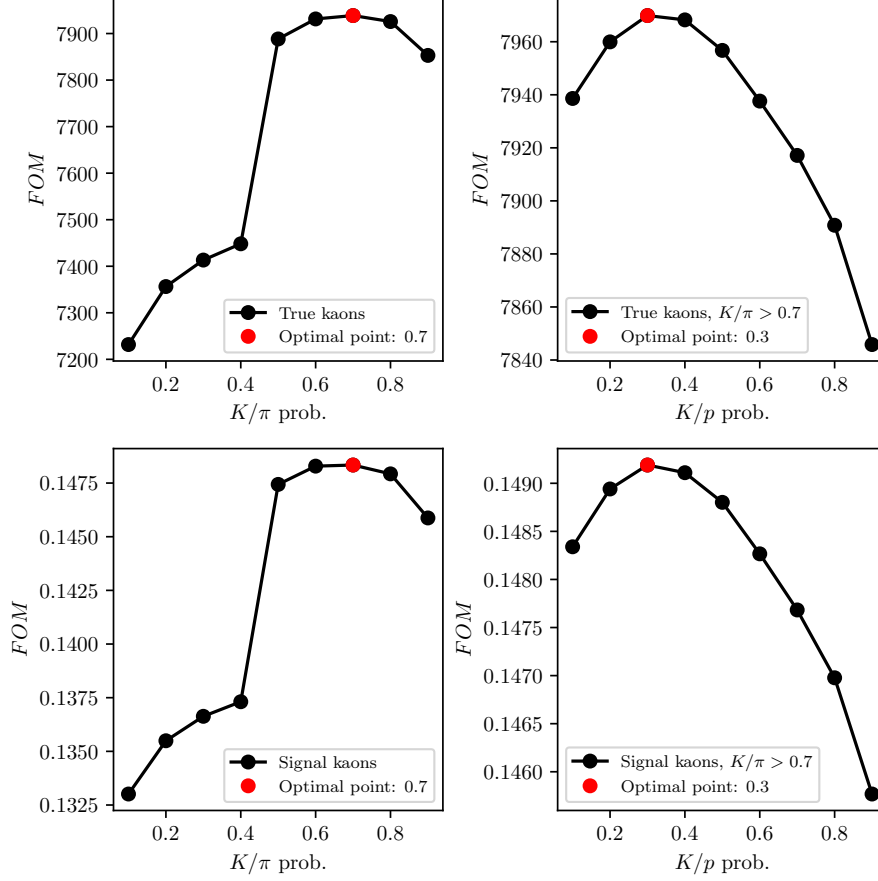 7900
7800
7700
7600
7500
7400
7300
7200
FOM
0.2 0.4 0.6 0.8
K/π prob.
True kaons
Optimal point: 0.7
7960
7940
7920
7900
7880
7860
7840
FOM
0.2 0.4 0.6 0.8
K/p prob.
True kaons, K/π > 0.7
Optimal point: 0.3
0.1475
0.1450
0.1425
0.1400
0.1375
0.1350
0.1325
FOM
0.2 0.4 0.6 0.8
K/π prob.
Signal kaons
Optimal point: 0.7
0.1490
0.1485
0.1480
0.1475
0.1470
0.1465
0.1460
FOM
0.2 0.4 0.6 0.8
K/p prob.
Signal kaons, K/π > 0.7
Optimal point: 0.3